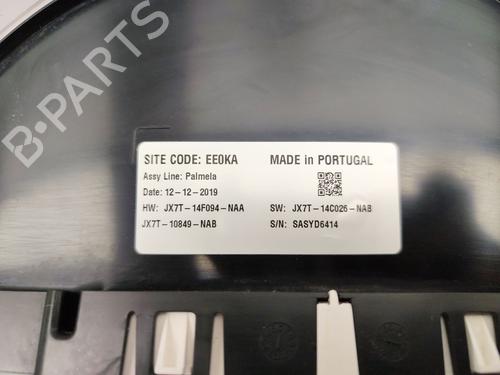 SITE CODE: EE0KA MADE in PORTUGAL
Assy Line: Palmela
Date: 12-12-2019
HW: JX7T-14F094-NAA SW: JX7T-14C026-NAB
JX7T-10849-NAB S/N: SASYD6414
B-PARTS